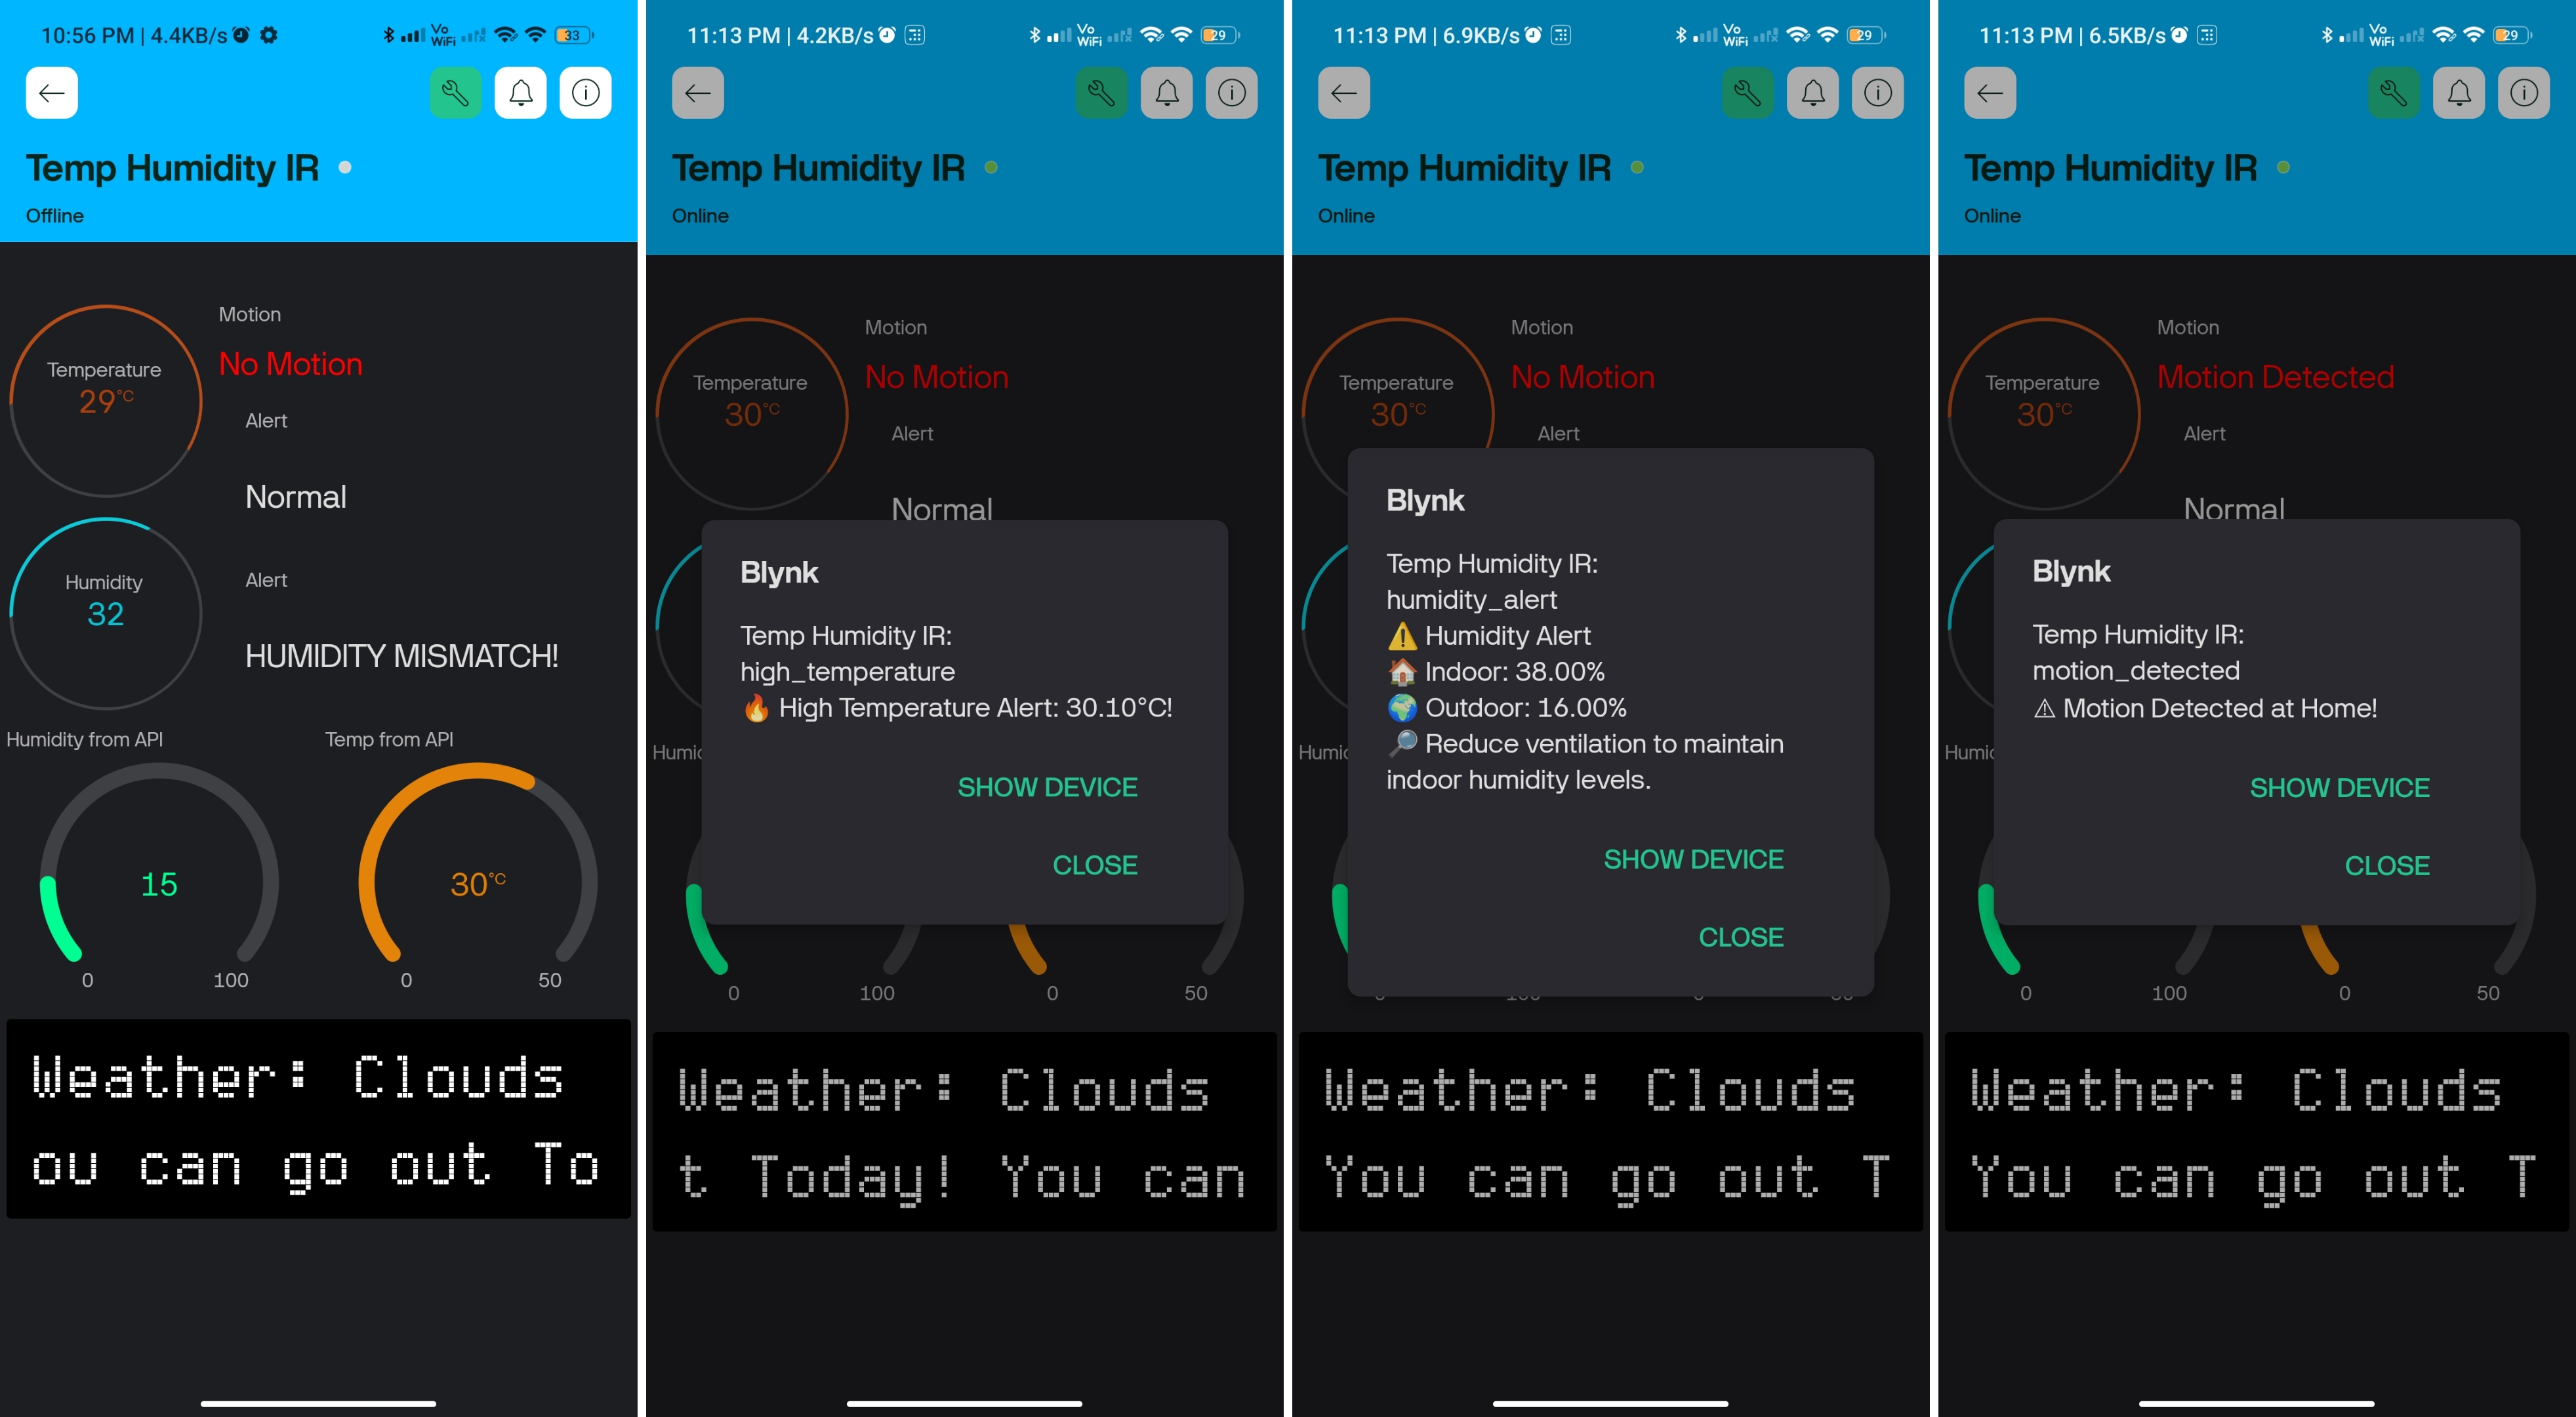 10:56 PM | 4.4KB/s
Vo
WiFi
33
Temp Humidity IR
Offline
Motion
No Motion
Temperature
29°C
Alert
Normal
Humidity
32
Alert
HUMIDITY MISMATCH!
Humidity from API
Temp from API
15
30°C
0
100
0
50
Weather: Clouds
ou can go out To
11:13 PM | 4.2KB/s
Vo
WiFi
29
Temp Humidity IR
Online
Motion
No Motion
Temperature
30°C
Alert
Normal
Blynk
Temp Humidity IR:
high_temperature
🔥 High Temperature Alert: 30.10°C!
SHOW DEVICE
CLOSE
0
100
0
50
Weather: Clouds
t Today! You can
11:13 PM | 6.9KB/s
Vo
WiFi
29
Temp Humidity IR
Online
Motion
No Motion
Temperature
30°C
Alert
Blynk
Temp Humidity IR:
humidity_alert
⚠️ Humidity Alert
🏠 Indoor: 38.00%
🌍 Outdoor: 16.00%
🔎 Reduce ventilation to maintain
indoor humidity levels.
SHOW DEVICE
CLOSE
Weather: Clouds
You can go out T
11:13 PM | 6.5KB/s
Vo
WiFi
29
Temp Humidity IR
Online
Motion
Motion Detected
Temperature
30°C
Alert
Normal
Blynk
Temp Humidity IR:
motion_detected
⚠ Motion Detected at Home!
SHOW DEVICE
CLOSE
0
100
0
50
Weather: Clouds
You can go out T